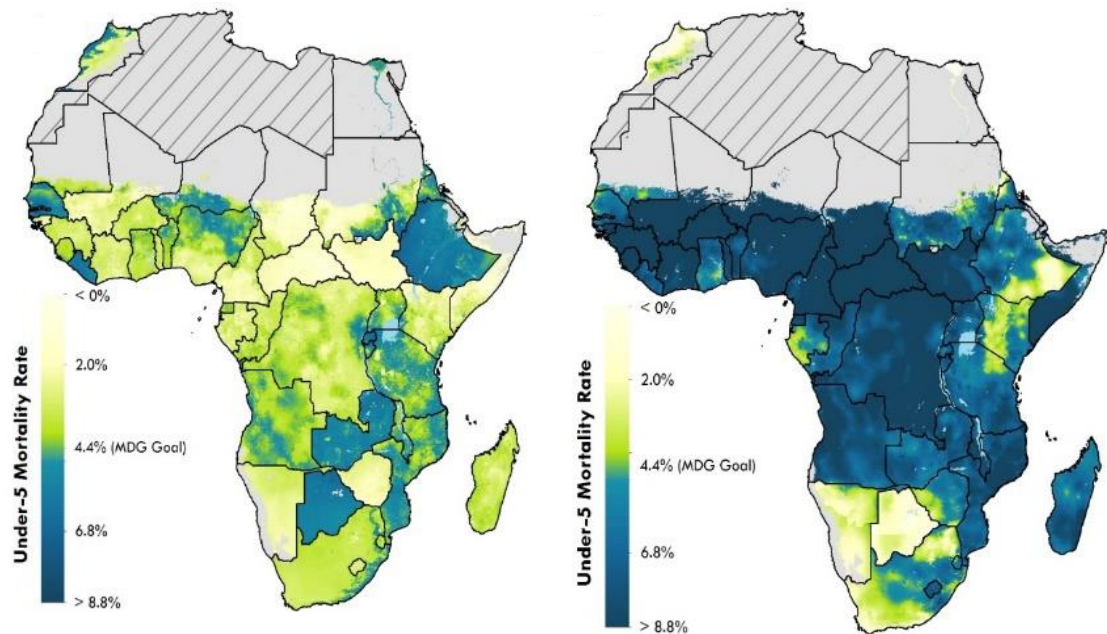 < 0%
2.0%
4.4% (MDG Goal)
6.8%
> 8.8%
Under-5 Mortality Rate
< 0%
2.0%
4.4% (MDG Goal)
6.8%
> 8.8%
Under-5 Mortality Rate